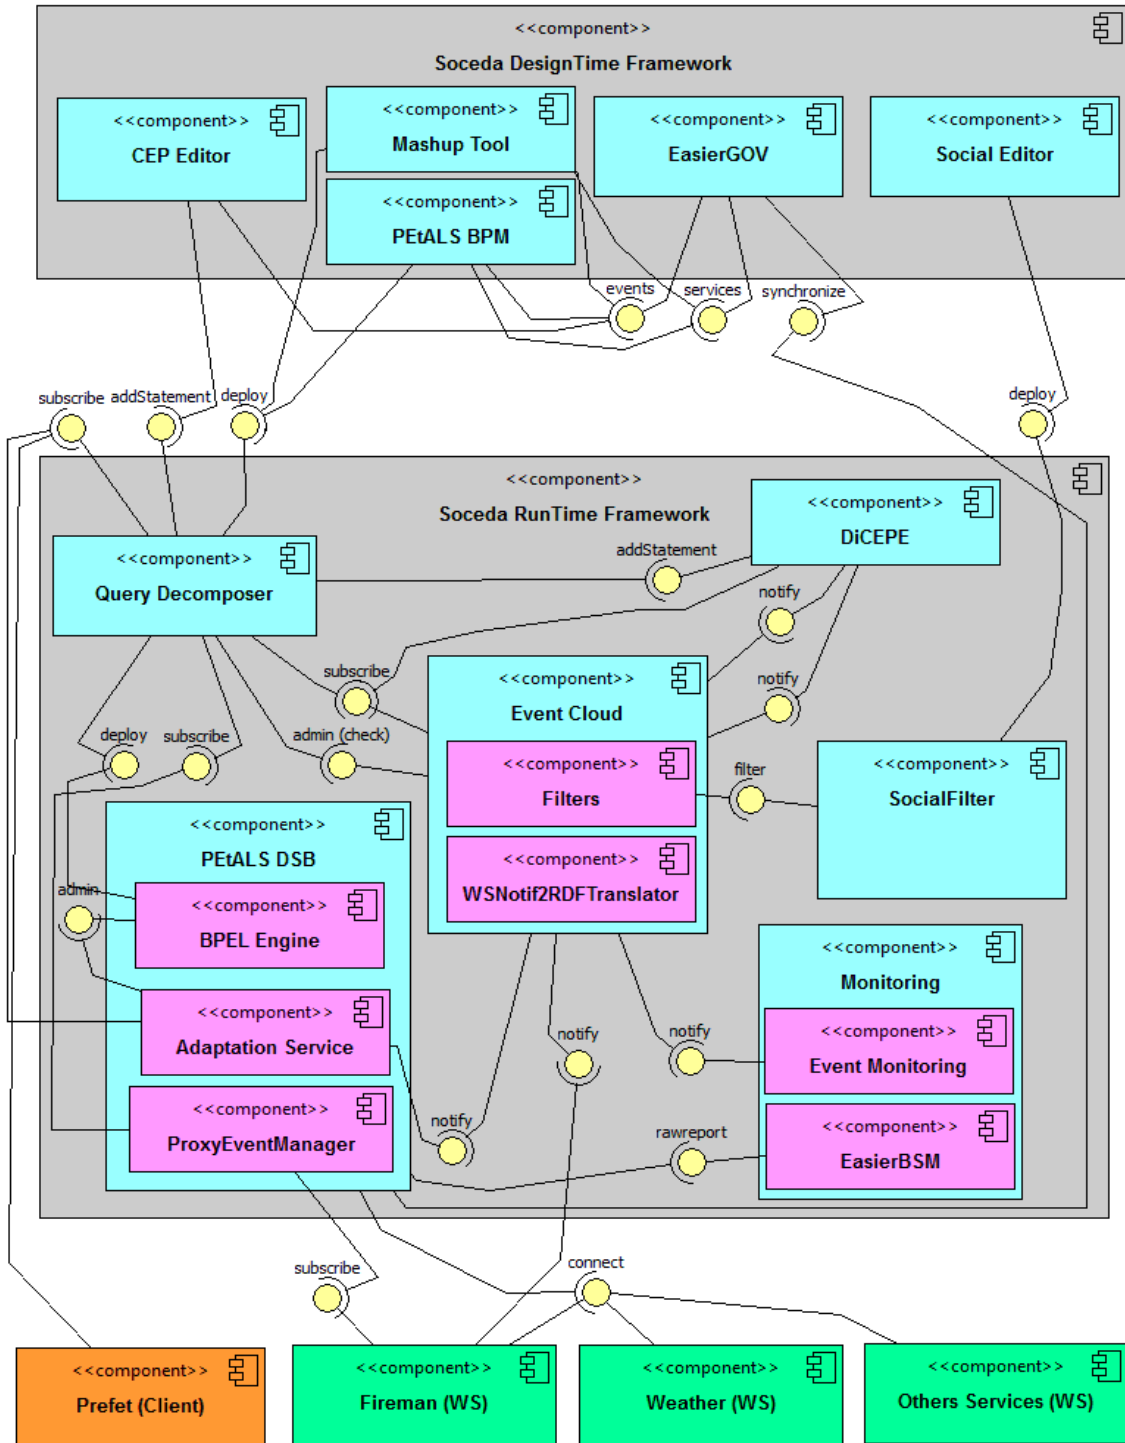 <<component>>
Soceda DesignTime Framework
<<component>>
CEP Editor
<<component>>
Mashup Tool
<<component>>
EasierGOV
<<component>>
Social Editor
<<component>>
PEtALS BPM
events
services
synchronize
subscribe
addStatement
deploy
deploy
<<component>>
Soceda RunTime Framework
<<component>>
DiCEPE
<<component>>
Query Decomposer
addStatement
notify
subscribe
notify
<<component>>
Event Cloud
deploy
subscribe
admin (check)
<<component>>
Filters
filter
<<component>>
SocialFilter
<<component>>
PEtALS DSB
<<component>>
WSNotif2RDFTranslator
admin
<<component>>
BPEL Engine
<<component>>
Monitoring
<<component>>
Adaptation Service
notify
notify
<<component>>
Event Monitoring
<<component>>
ProxyEventManager
notify
rawreport
<<component>>
EasierBSM
subscribe
connect
<<component>>
Prefet (Client)
<<component>>
Fireman (WS)
<<component>>
Weather (WS)
<<component>>
Others Services (WS)